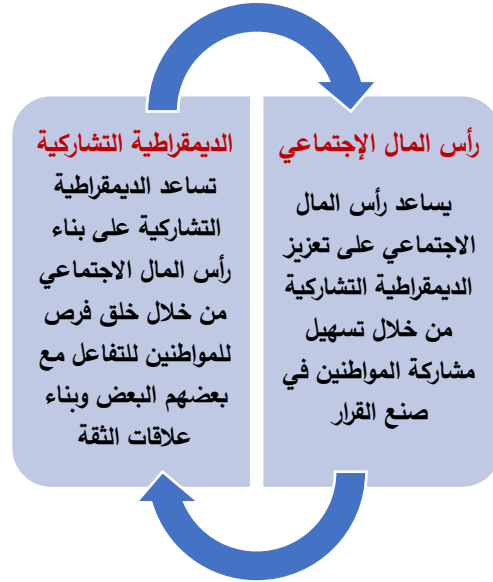 رأس المال الإجتماعي
يساعد رأس المال
الاجتماعي على تعزيز
الديمقراطية التشاركية
من خلال تسهيل
مشاركة المواطنين في
صنع القرار
الديمقراطية التشاركية
تساعد الديمقراطية
التشاركية على بناء
رأس المال الاجتماعي
من خلال خلق فرص
للمواطنين للتفاعل مع
بعضهم البعض وبناء
علاقات الثقة